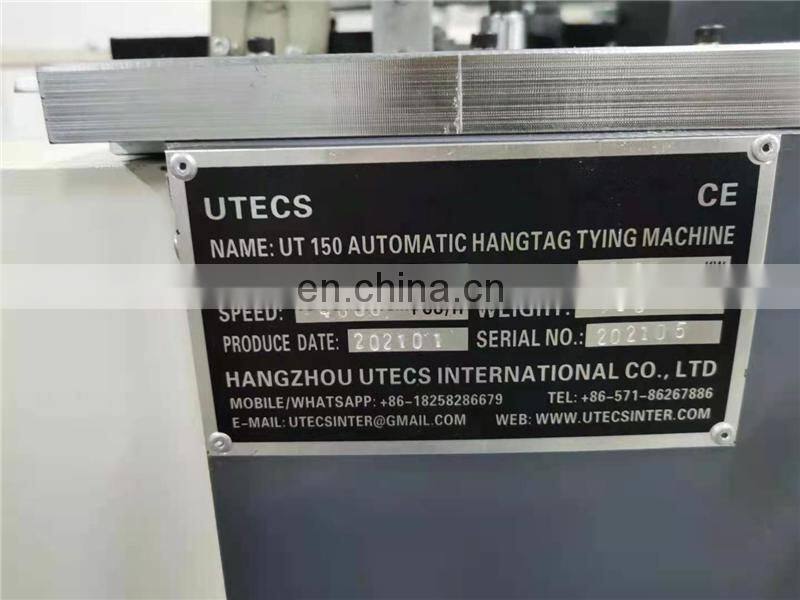 UTECS CE
NAME: UT 150 AUTOMATIC HANGTAG TYING MACHINE
en.china.cn
SPEED: WEIGHT:
PRODUCE DATE: 202101 SERIAL NO.: 202105
HANGZHOU UTECS INTERNATIONAL CO., LTD
MOBILE/WHATSAPP: +86-18258286679 TEL: +86-571-86267886
E-MAIL: UTECSINTER@GMAIL.COM WEB: WWW.UTECSINTER.COM